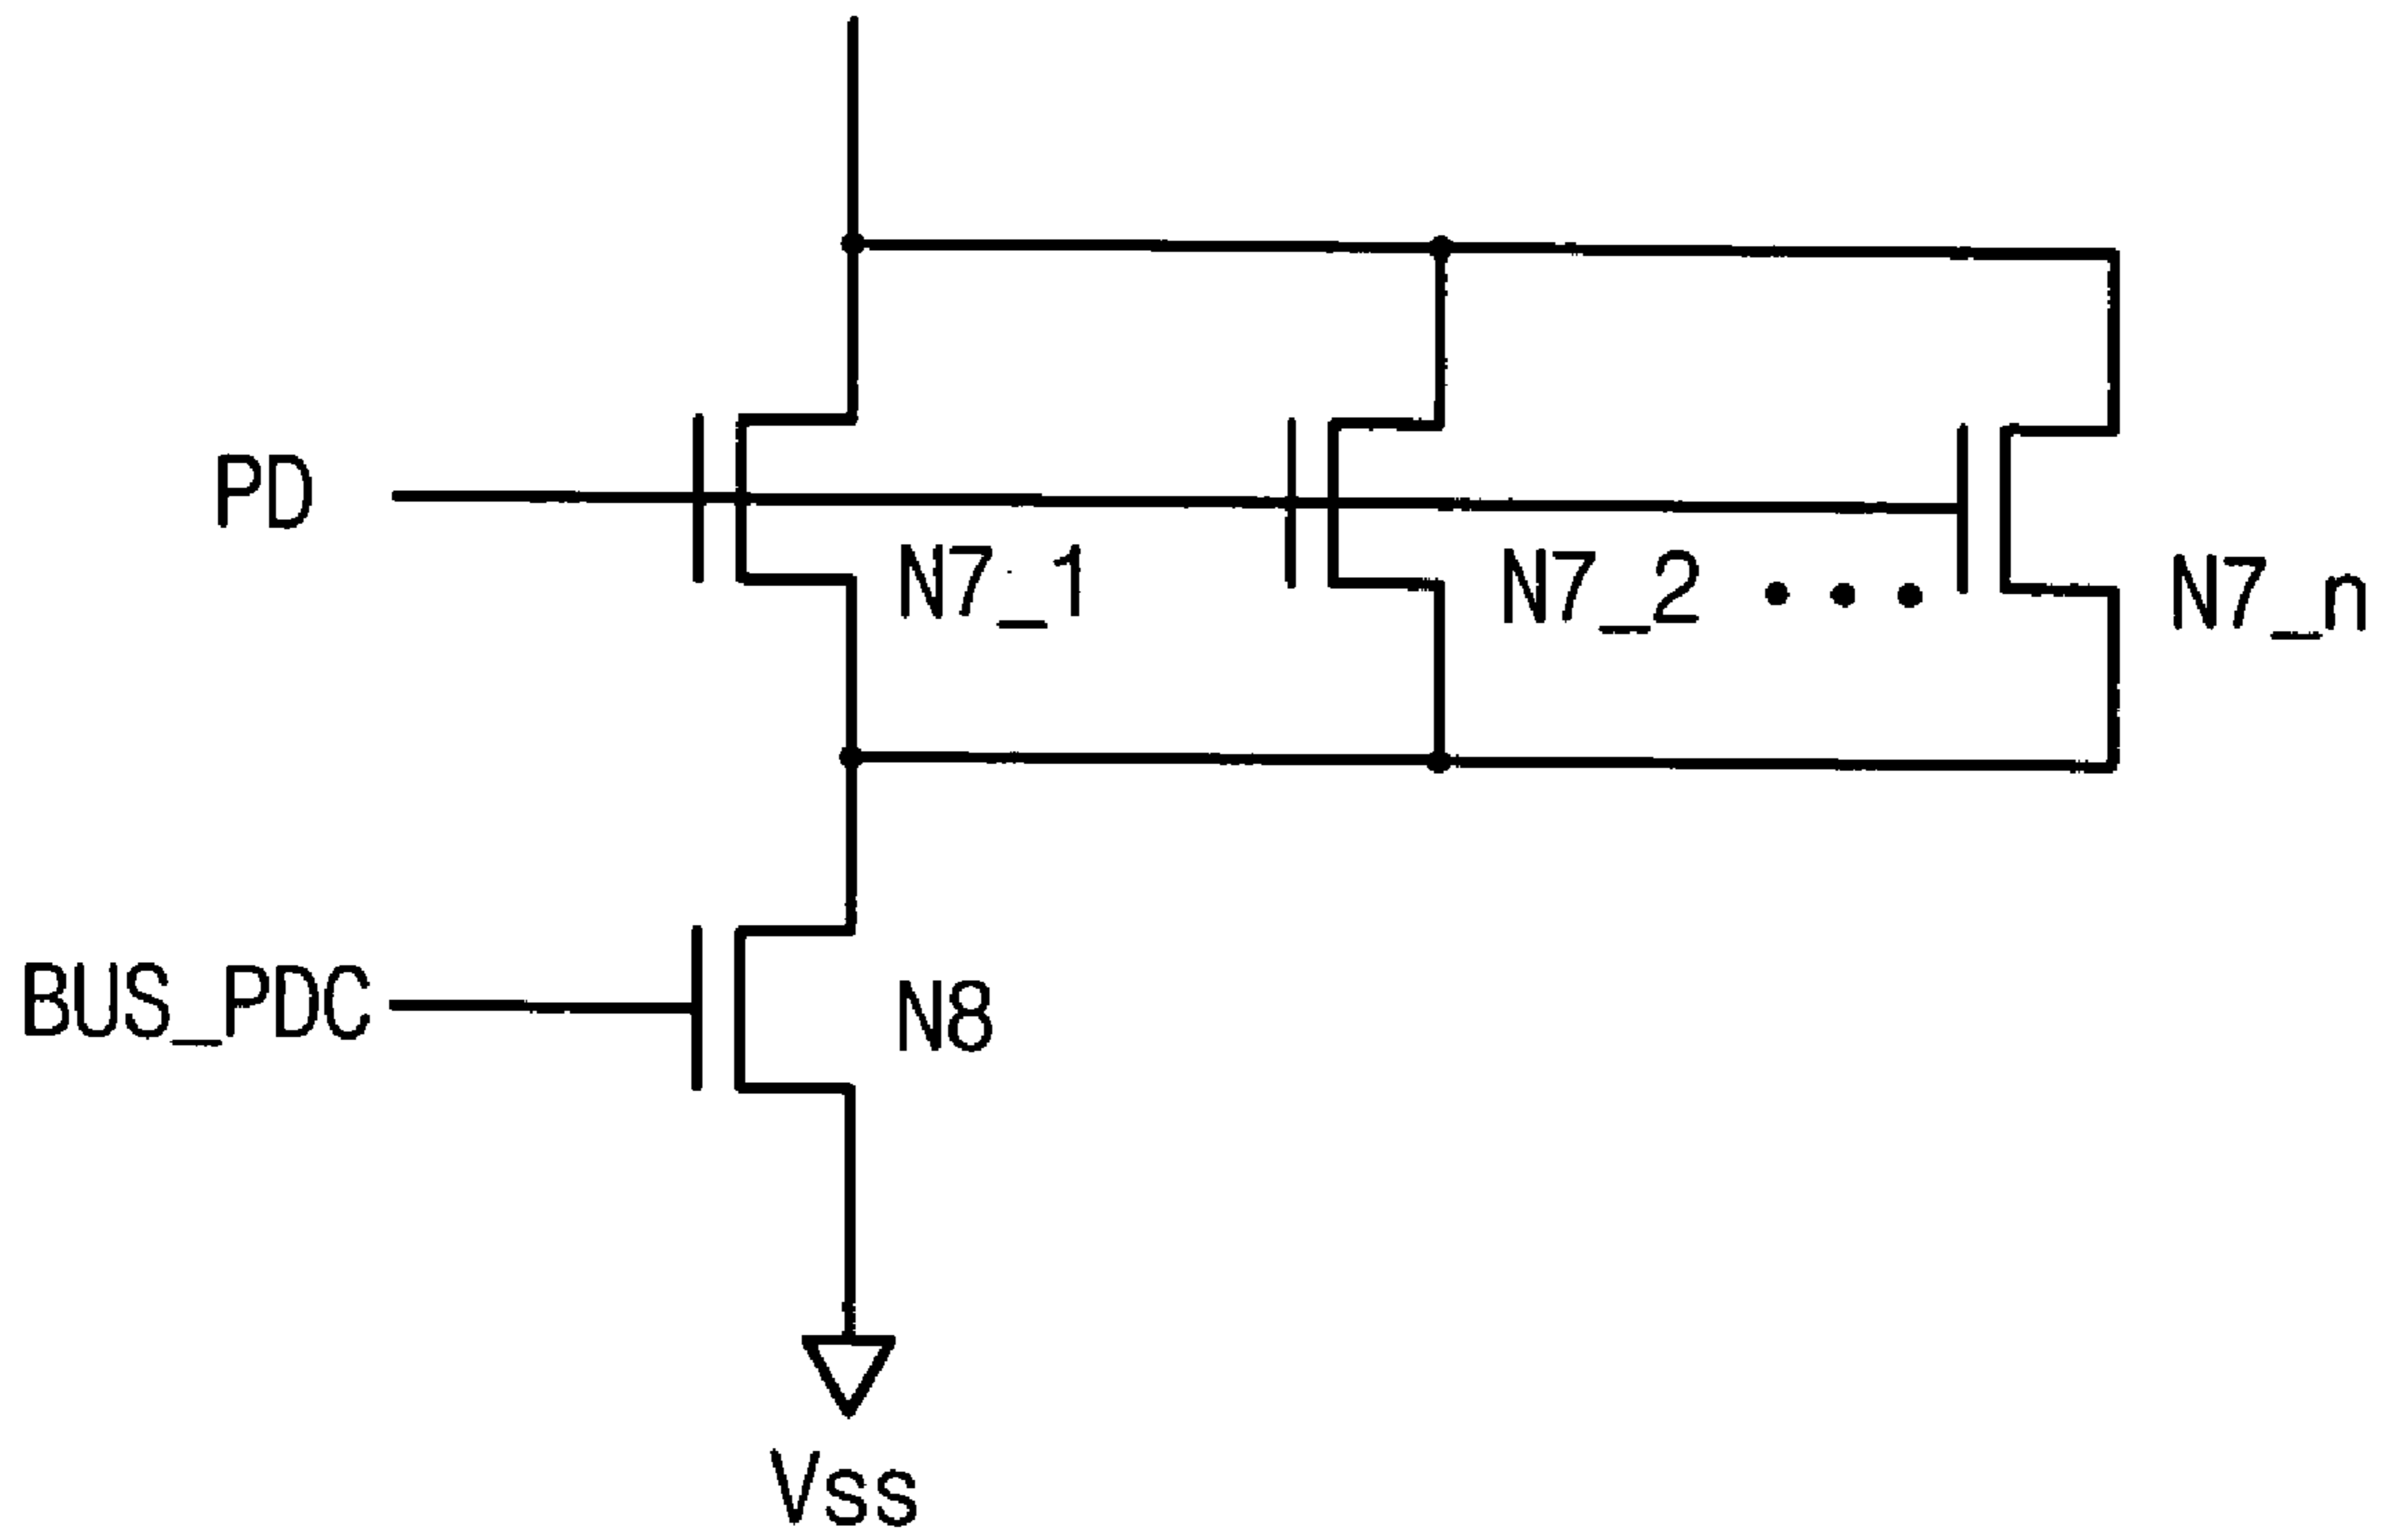 PD
N7_1
N7_2 • • •
N7_n
BUS_PDC
N8
Vss